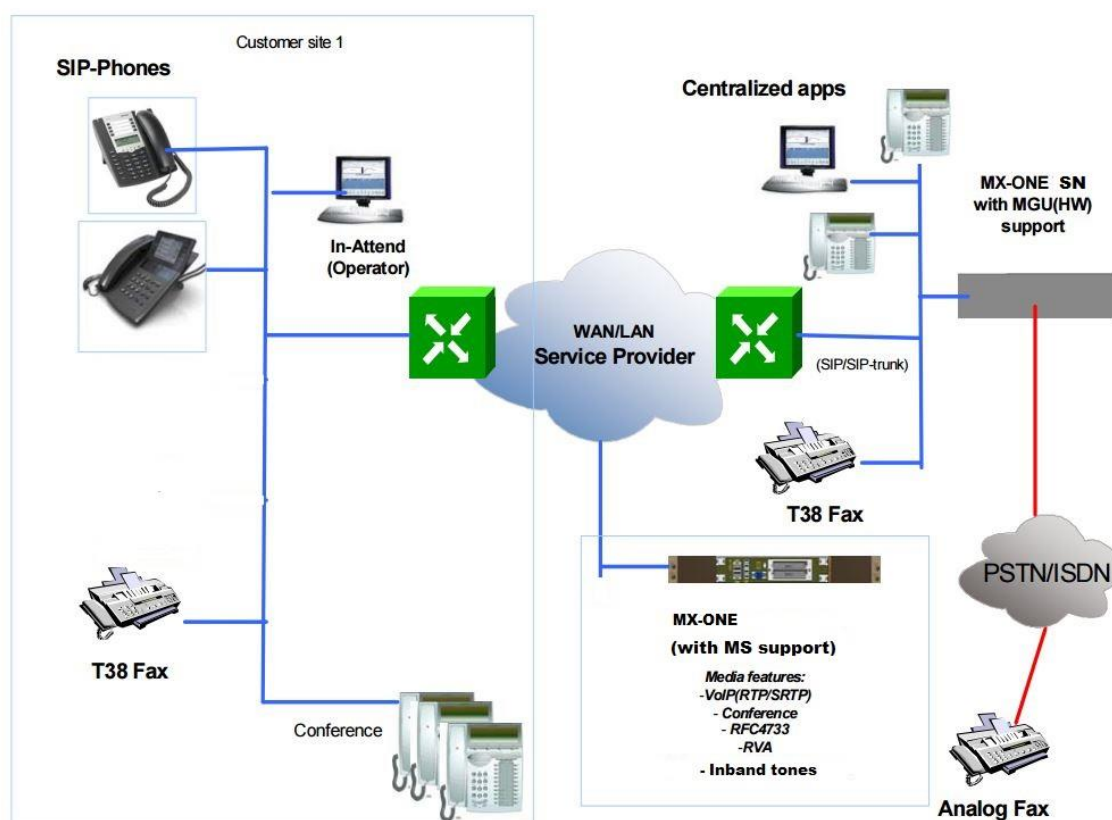 Customer site 1
SIP-Phones
In-Attend
(Operator)
T38 Fax
Conference
WAN/LAN
Service Provider
Centralized apps
(SIP/SIP-trunk)
T38 Fax
MX-ONE SN
with MGU(HW)
support
MX-ONE
(with MS support)
Media features:
-VoIP(RTP/SRTP)
- Conference
- RFC4733
-RVA
- Inband tones
PSTN/ISDN
Analog Fax